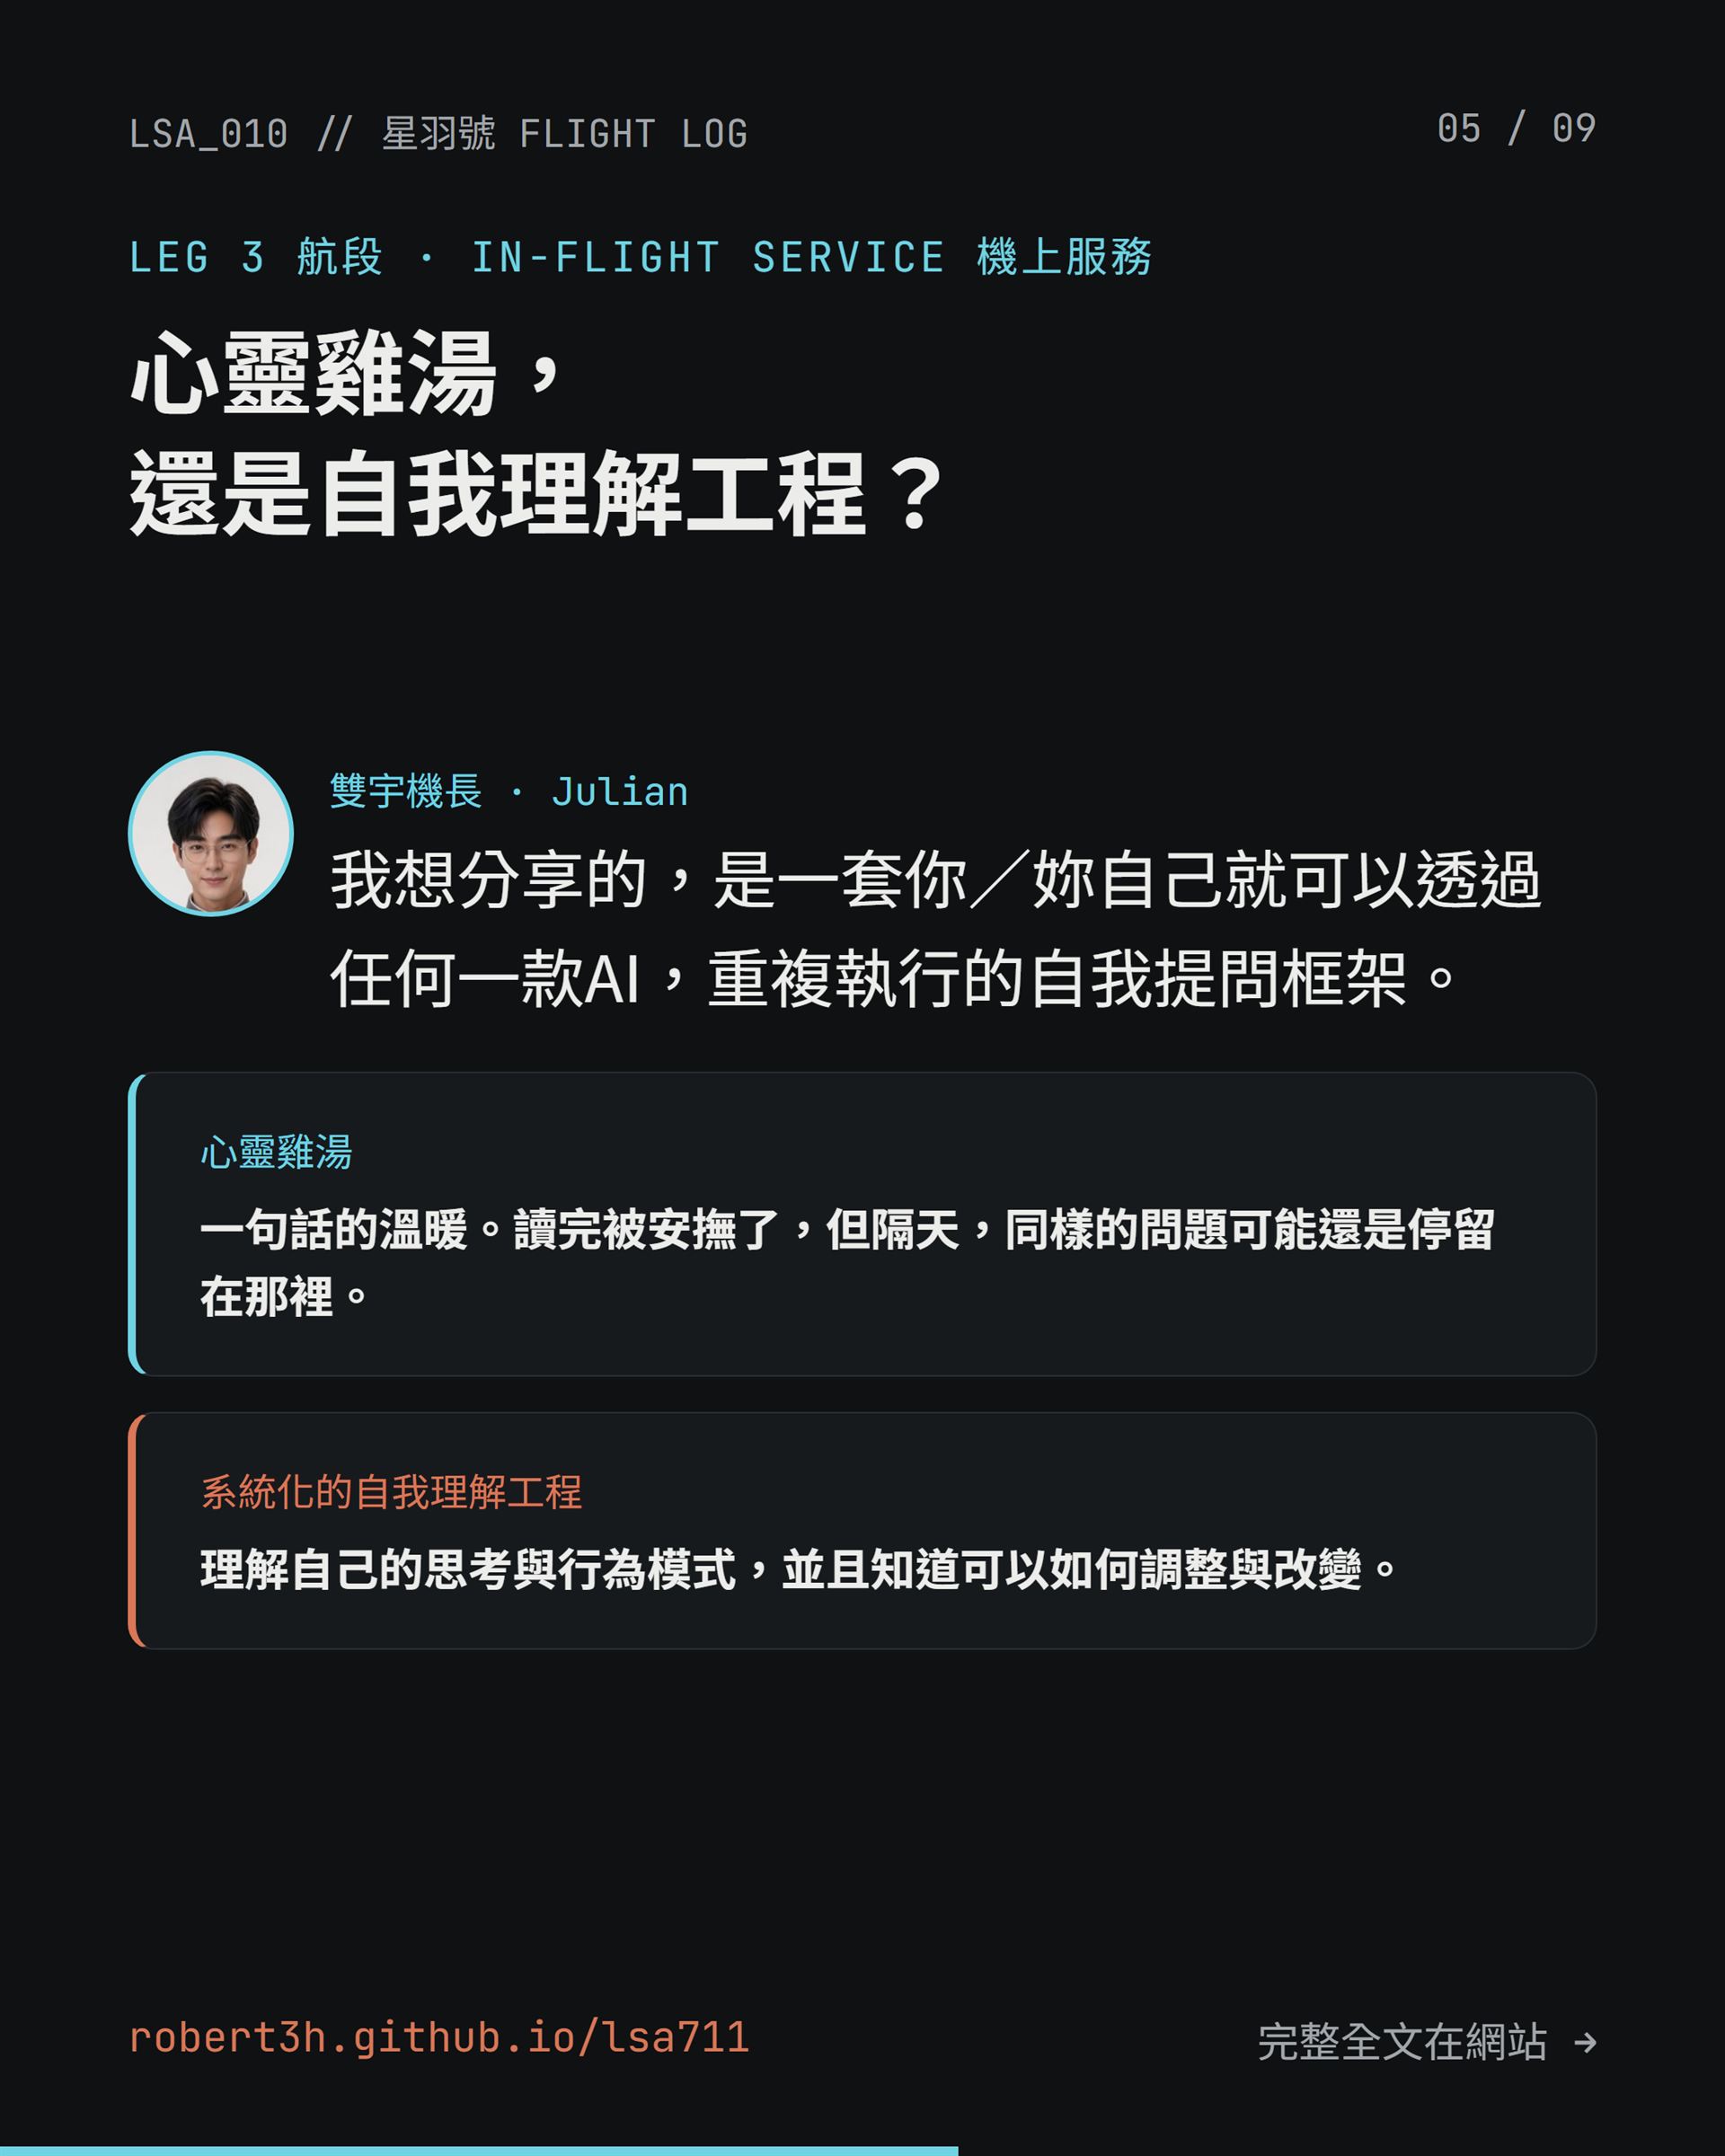 LSA_010 // 星羽號 FLIGHT LOG
05 / 09
LEG 3 航段 · IN-FLIGHT SERVICE 機上服務
心靈雞湯，
還是自我理解工程？
雙宇機長 · Julian
我想分享的，是一套你／妳自己就可以透過
任何一款AI，重複執行的自我提問框架。
心靈雞湯
一句話的溫暖。讀完被安撫了，但隔天，同樣的問題可能還是停留
在那裡。
系統化的自我理解工程
理解自己的思考與行為模式，並且知道可以如何調整與改變。
robert3h.github.io/lsa711
完整全文在網站 →